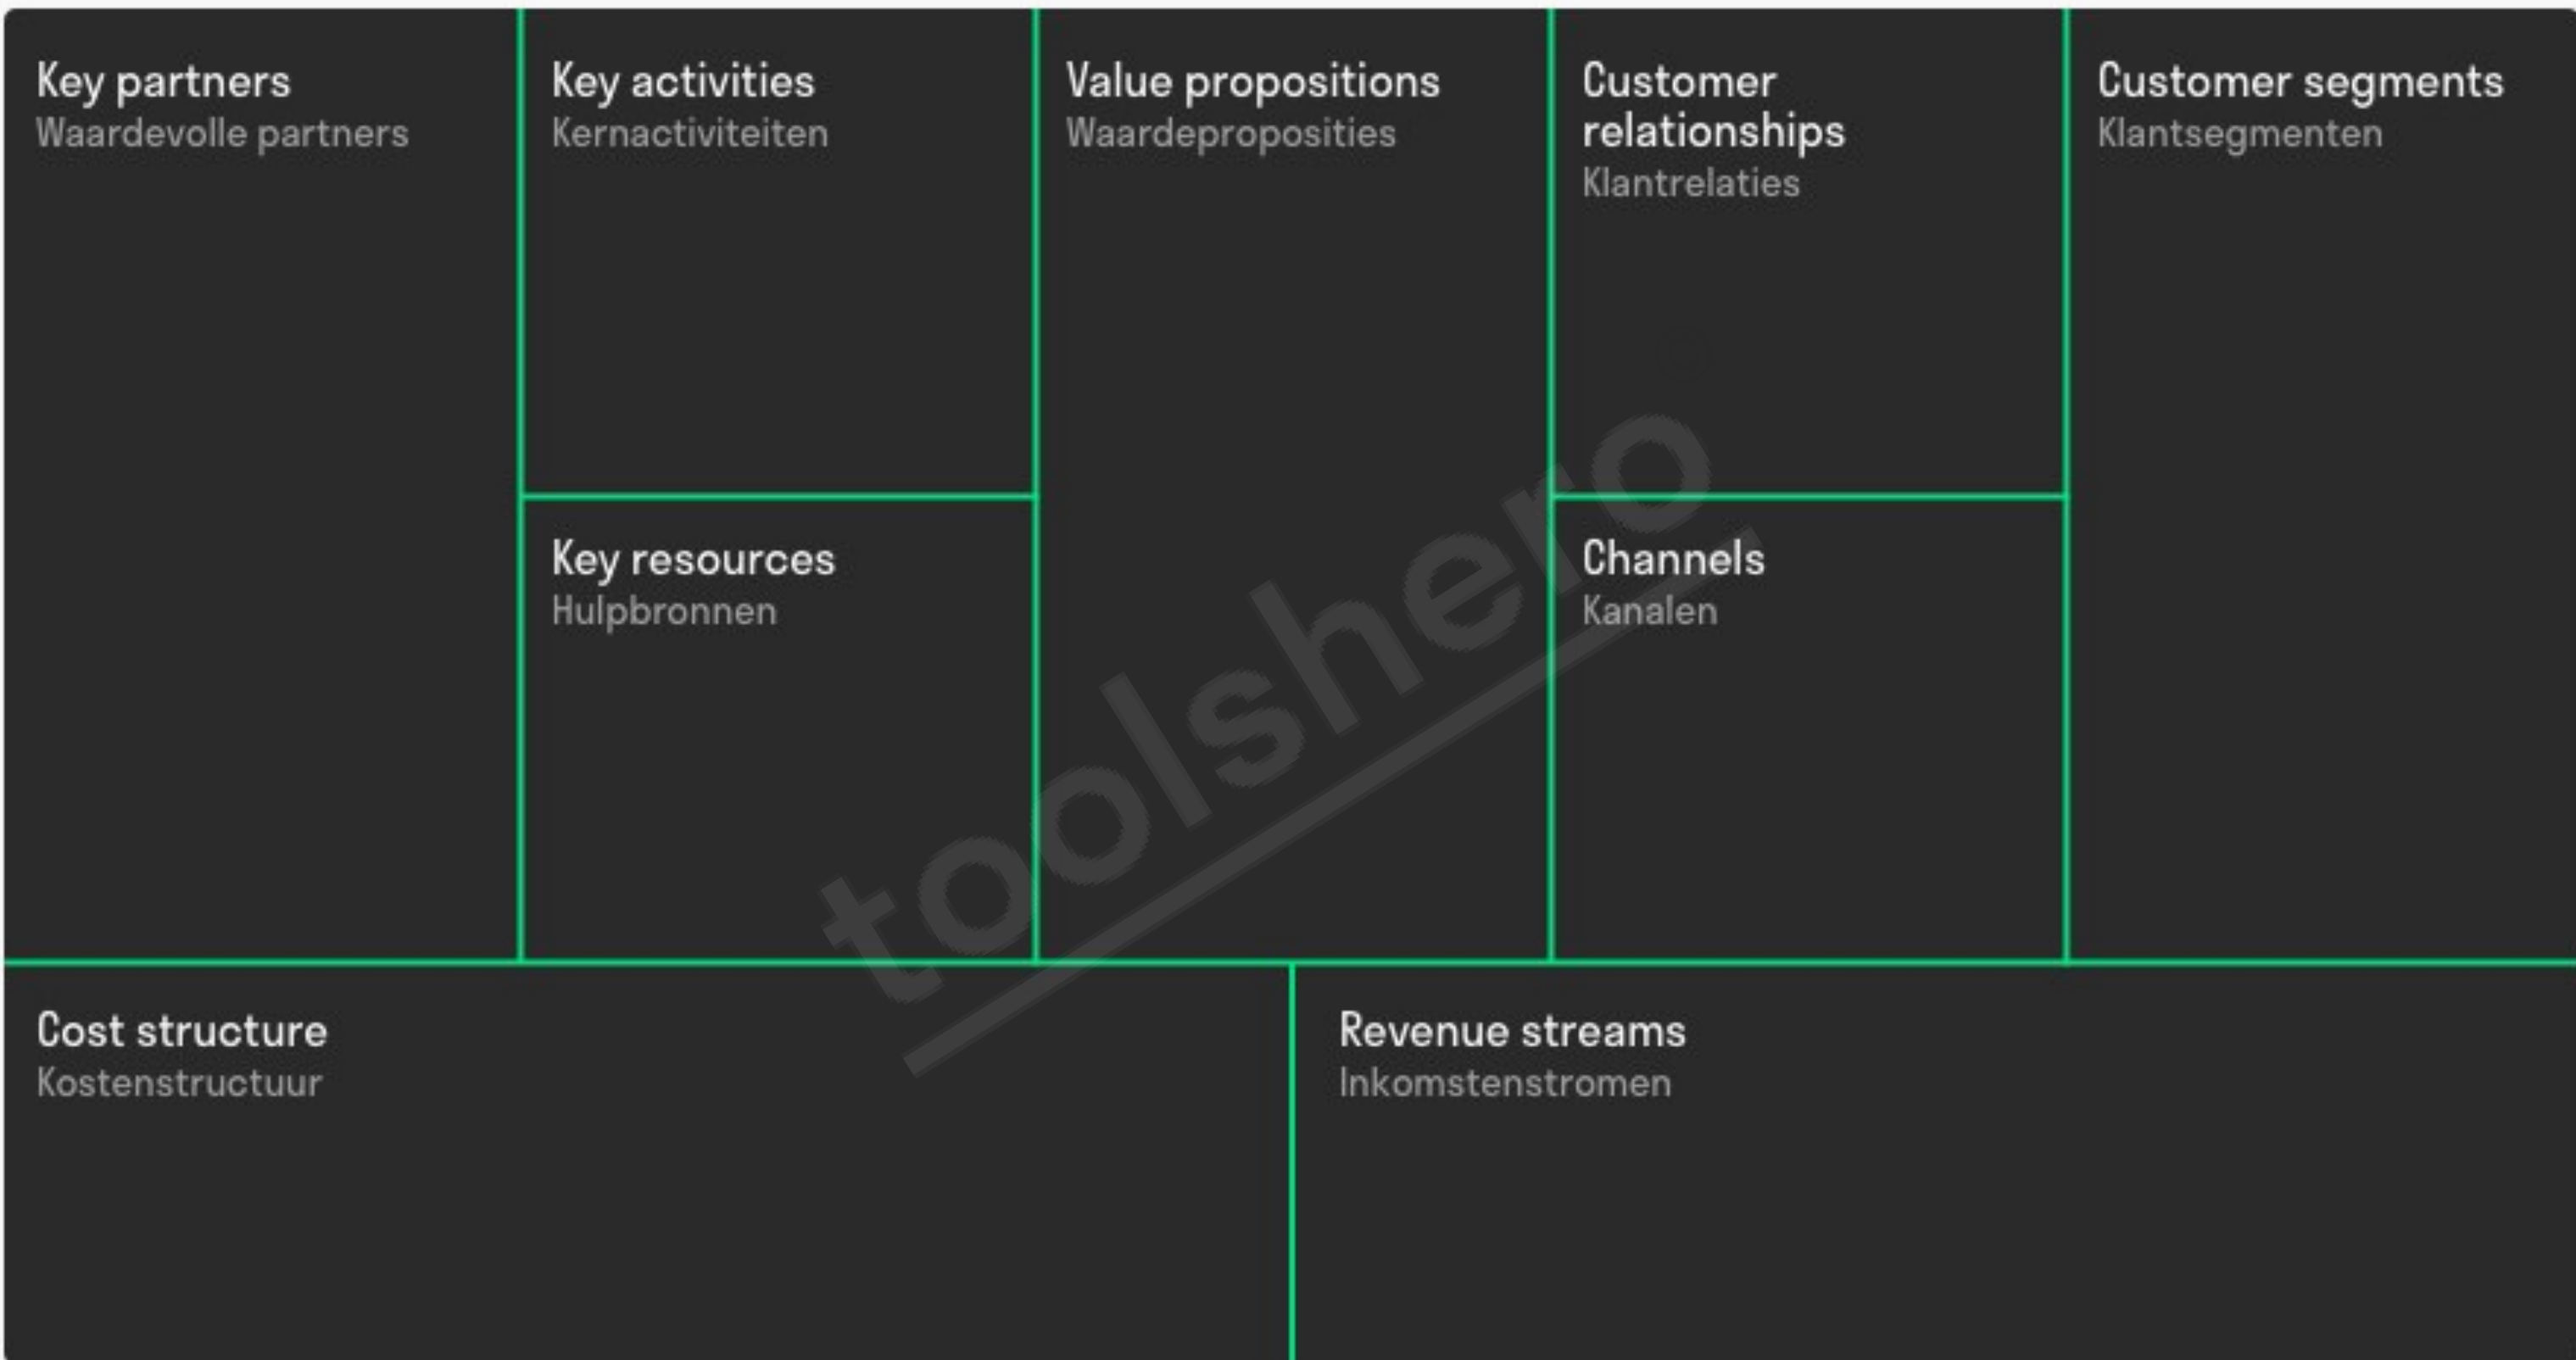 Key partners
Waardevolle partners
Key activities
Kernactiviteiten
Key resources
Hulpbronnen
Value propositions
Waardeproposities
Customer
relationships
Klantrelaties
Channels
Kanalen
Customer segments
Klantsegmenten
Cost structure
Kostenstructuur
Revenue streams
Inkomstenstromen
toolshero